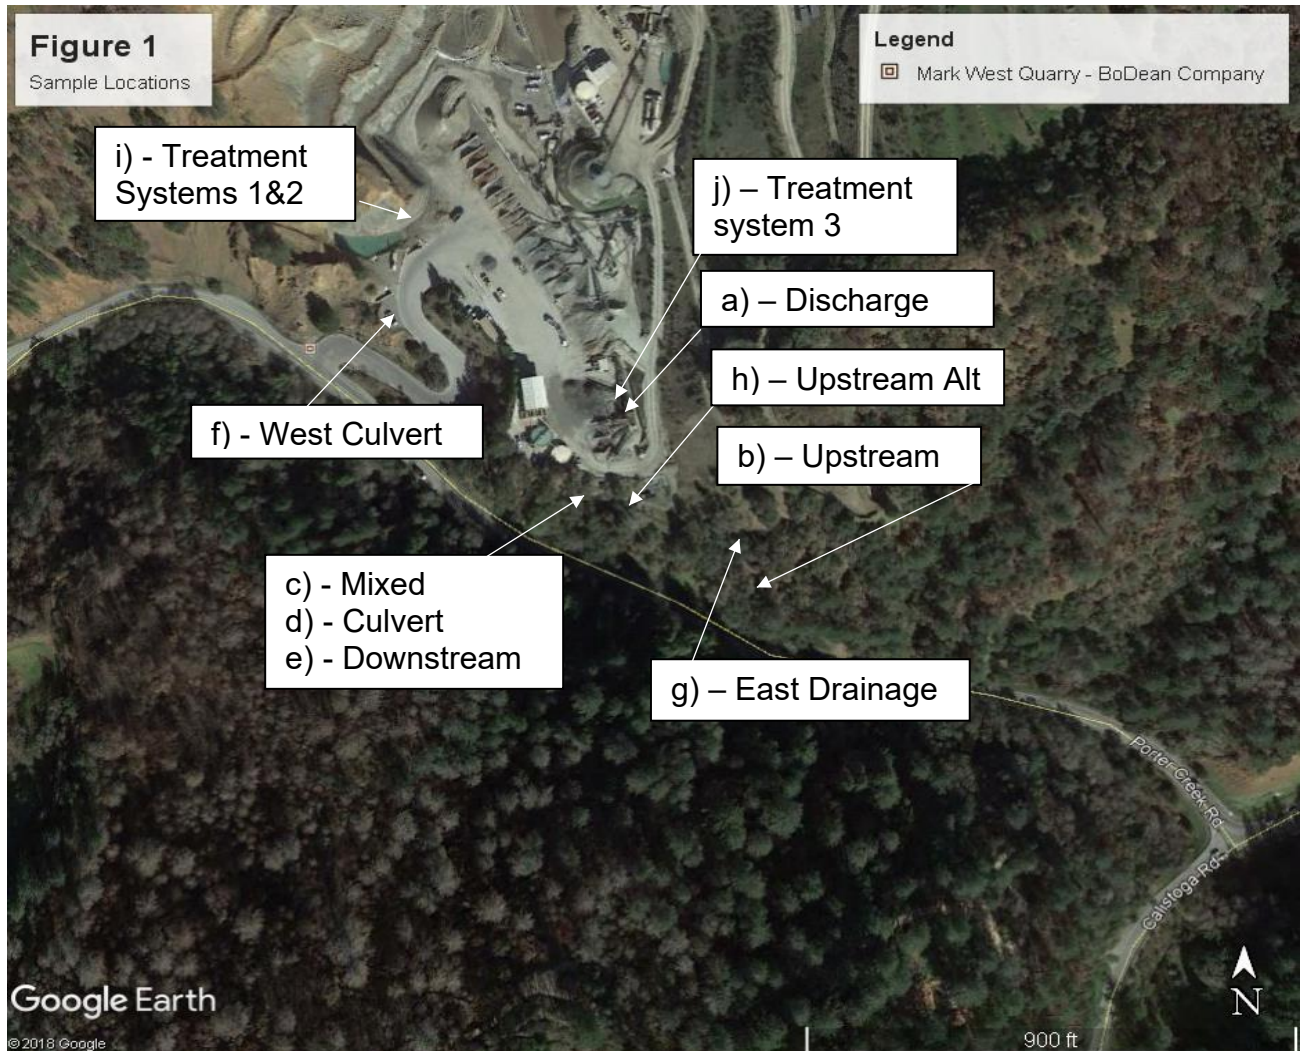 Figure 1
Sample Locations
Legend
Mark West Quarry - BoDean Company
i) - Treatment
Systems 1&2
j) – Treatment
system 3
a) – Discharge
h) – Upstream Alt
f) - West Culvert
b) – Upstream
c) - Mixed
d) - Culvert
e) - Downstream
g) – East Drainage
Porter Creek Rd
Calistoga Rd
Google Earth
N
© 2018 Google
900 ft